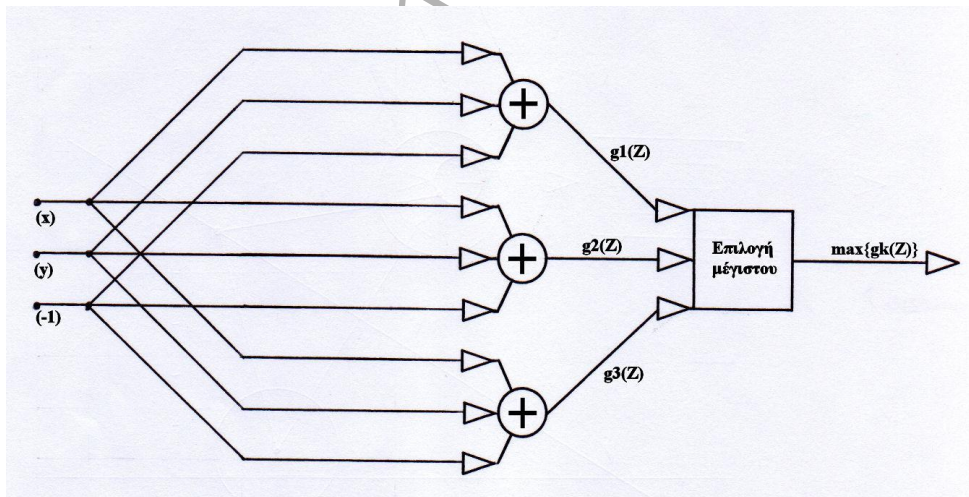 g1(Z)
(x)
g2(Z)
Επιλογή
μέγιστου
max{gk(Z)}
(y)
(-1)
g3(Z)